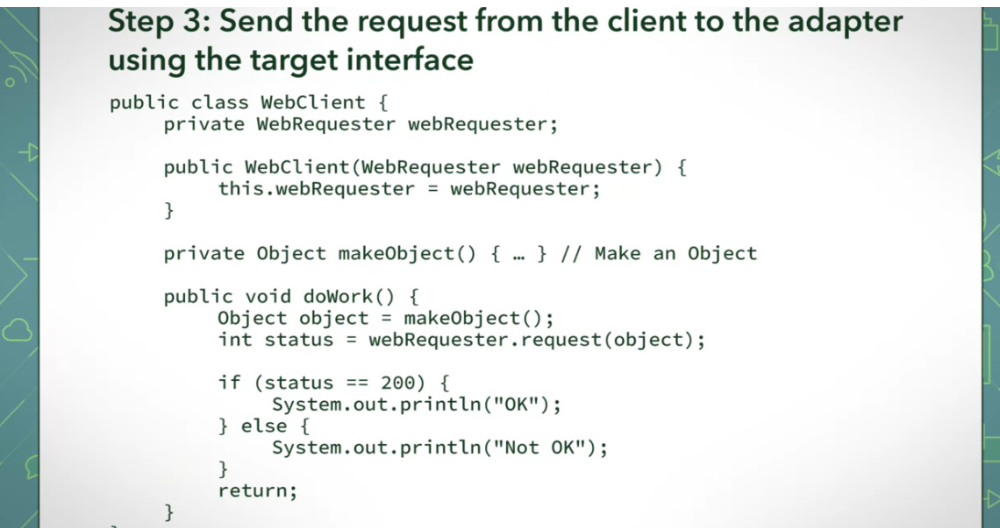 Step 3: Send the request from the client to the adapter
using the target interface
public class WebClient {
private WebRequester webRequester;
public WebClient(WebRequester webRequester) {
this.webRequester = webRequester;
}
private Object makeObject() { … } // Make an Object
public void doWork() {
Object object = makeObject();
int status = webRequester.request(object);
if (status == 200) {
System.out.println("OK");
} else {
System.out.println("Not OK");
}
return;
}